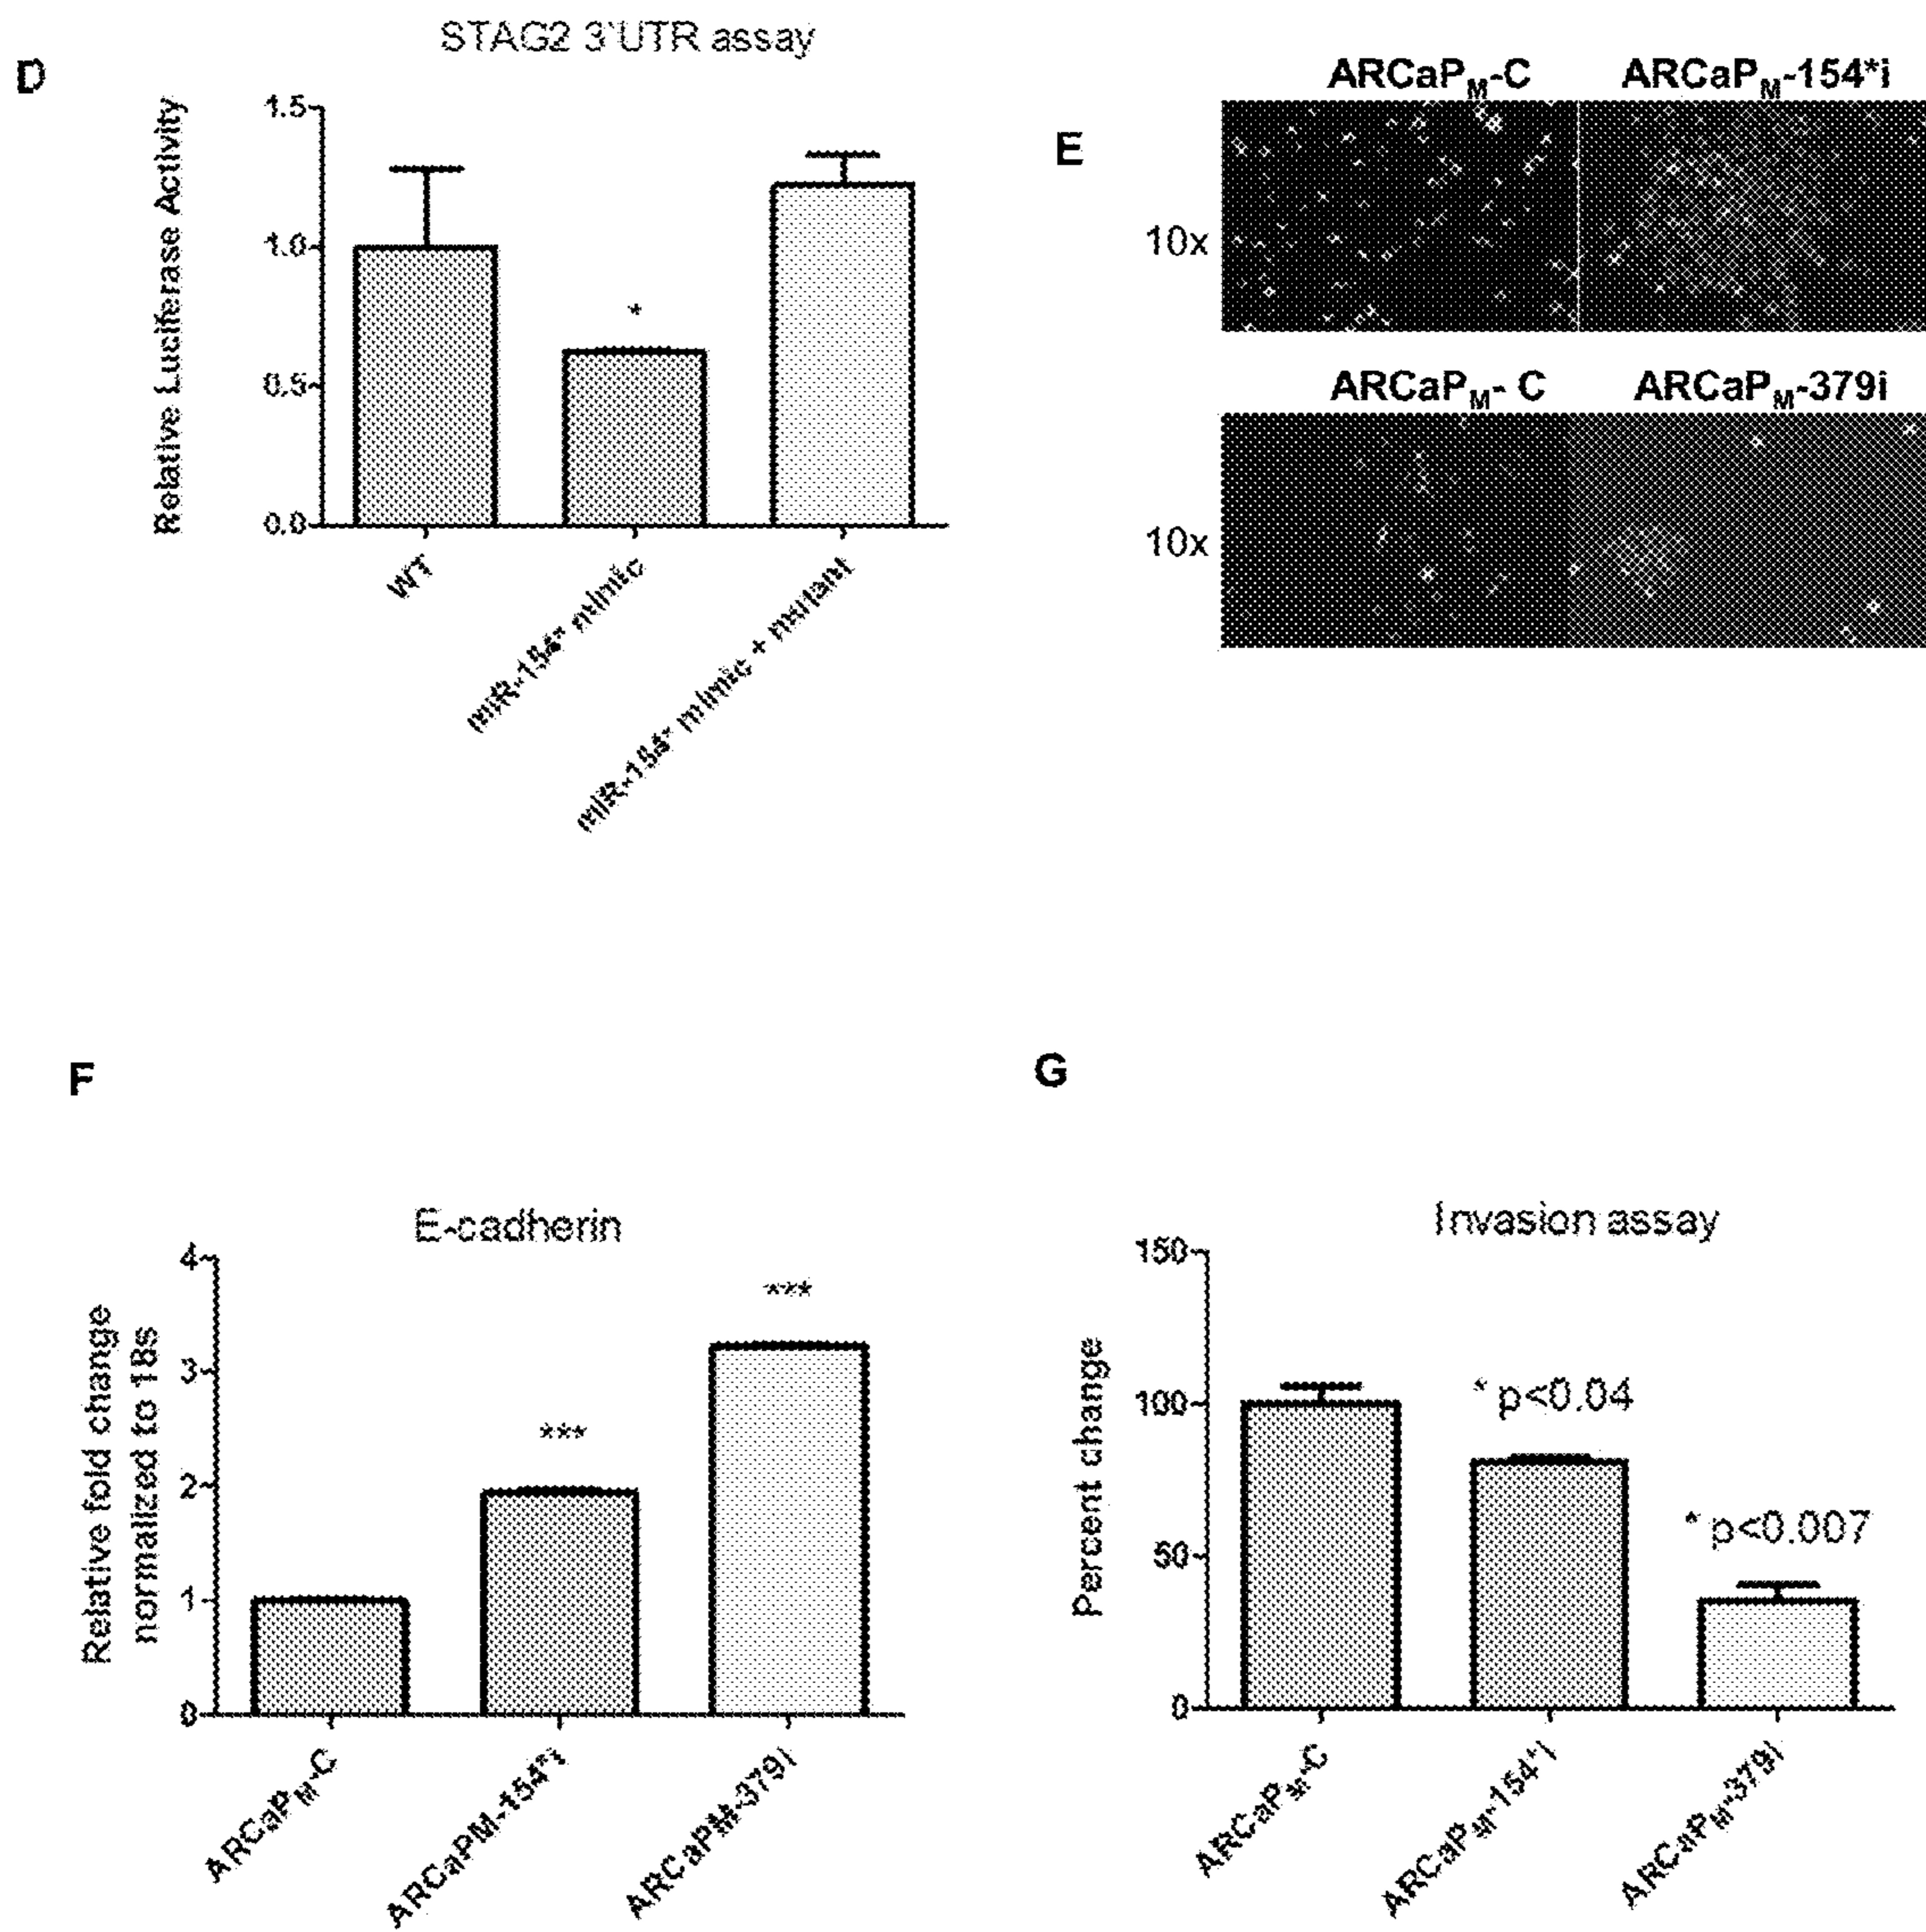 D
STAG2 3'UTR assay
Relative Luciferase Activity
1.5
1.0
0.5
0.0
WT
miR-154* mimic
miR-154* mimic + mutant
E
ARCaPM-C
ARCaPM-154*i
10x
ARCaPM- C
ARCaPM-379i
10x
F
E-cadherin
Relative fold change
normalized to 18s
4
3
2
1
0
***
***
ARCaPM-C
ARCaPM-154*i
ARCaPM-379i
G
Invasion assay
Percent change
150
100
50
0
* p<0.04
* p<0.007
ARCaPM-C
ARCaPM-154*i
ARCaPM-379i